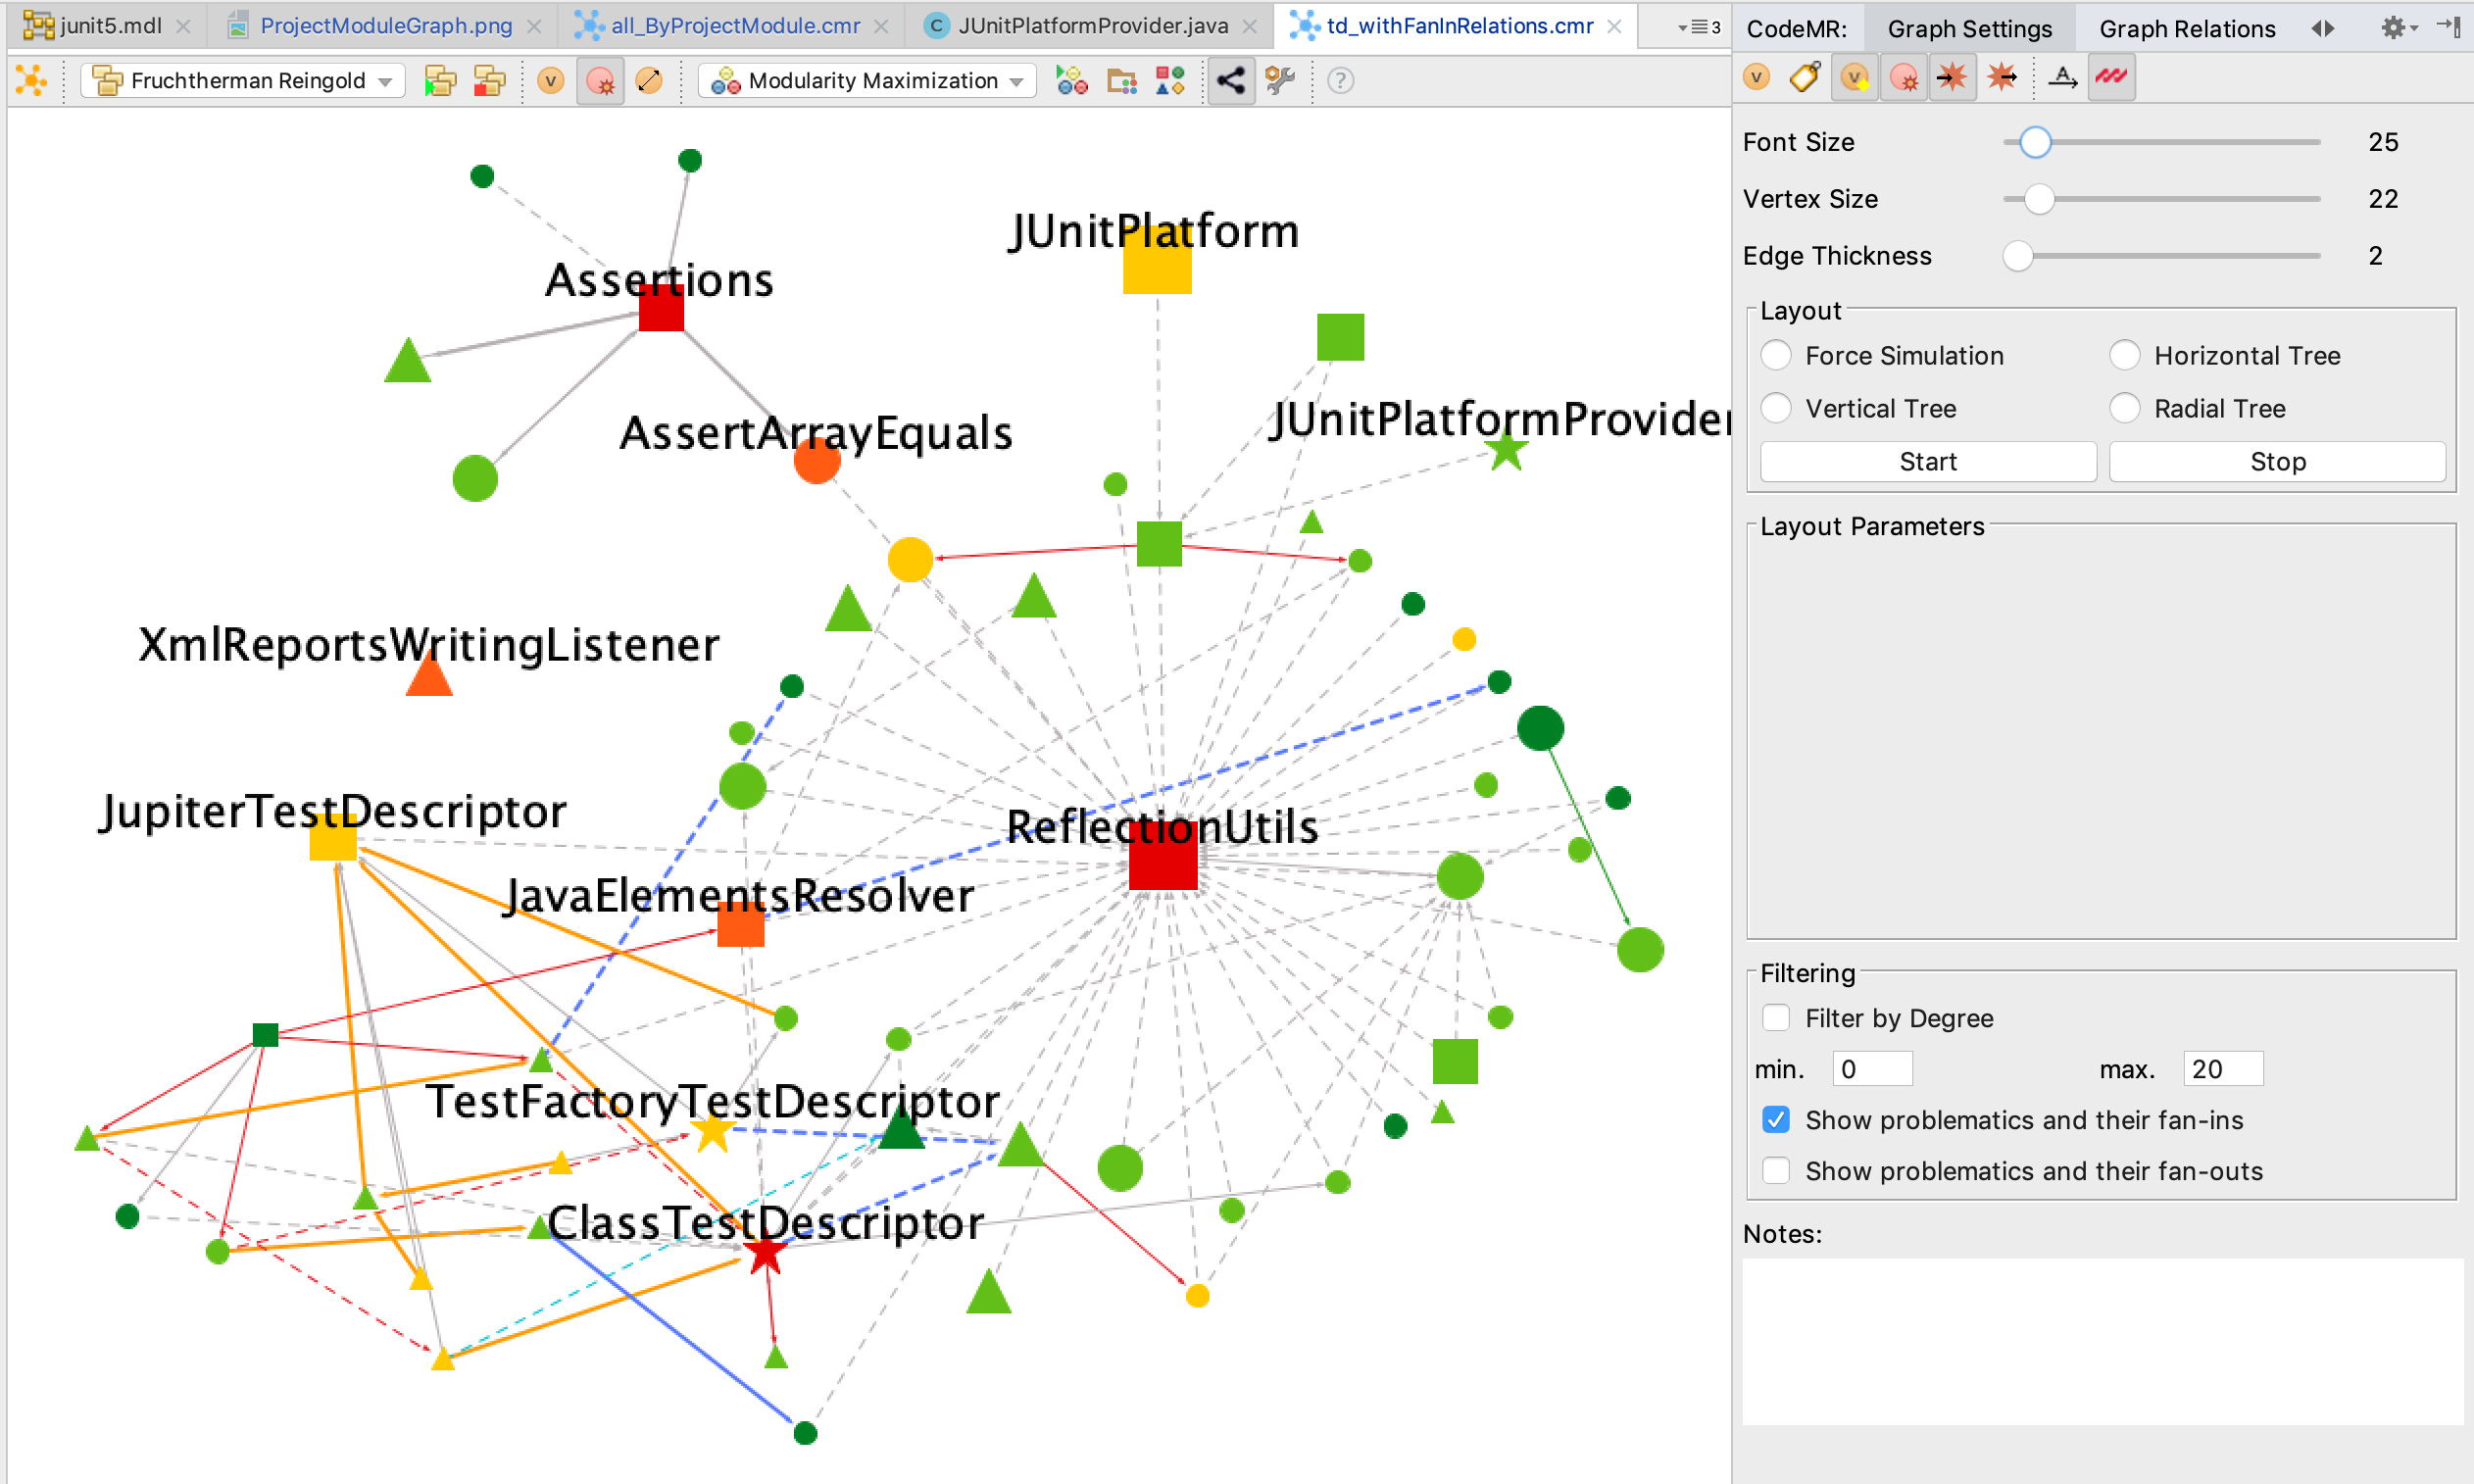 junit5.mdl
ProjectModuleGraph.png
all_ByProjectModule.cmr
C JUnitPlatformProvider.java
td_withFanInRelations.cmr
3
CodeMR:
Graph Settings
Graph Relations
Fruchtherman Reingold
V
Modularity Maximization
?
V
V
A
Font Size
25
Vertex Size
22
Edge Thickness
2
Layout
Force Simulation
Horizontal Tree
Vertical Tree
Radial Tree
Start
Stop
Layout Parameters
Filtering
Filter by Degree
min. 0
max. 20
Show problematics and their fan-ins
Show problematics and their fan-outs
Notes:
JUnitPlatform
Assertions
JUnitPlatformProvider
AssertArrayEquals
XmlReportsWritingListener
JupiterTestDescriptor
ReflectionUtils
JavaElementsResolver
TestFactoryTestDescriptor
ClassTestDescriptor